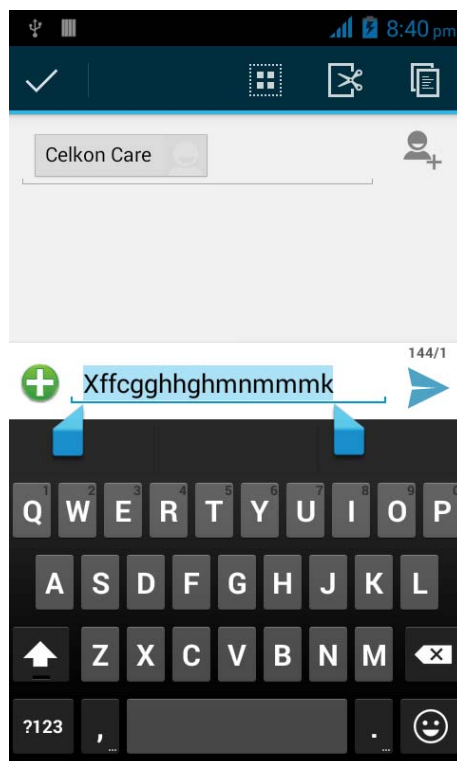 8:40 pm
Celkon Care
144/1
Xffcgghhghmnmmmk
1 2 3 4 5 6 7 8 9 0
Q W E R T Y U I O P
A S D F G H J K L
Z X C V B N M
?123 , ... . ...